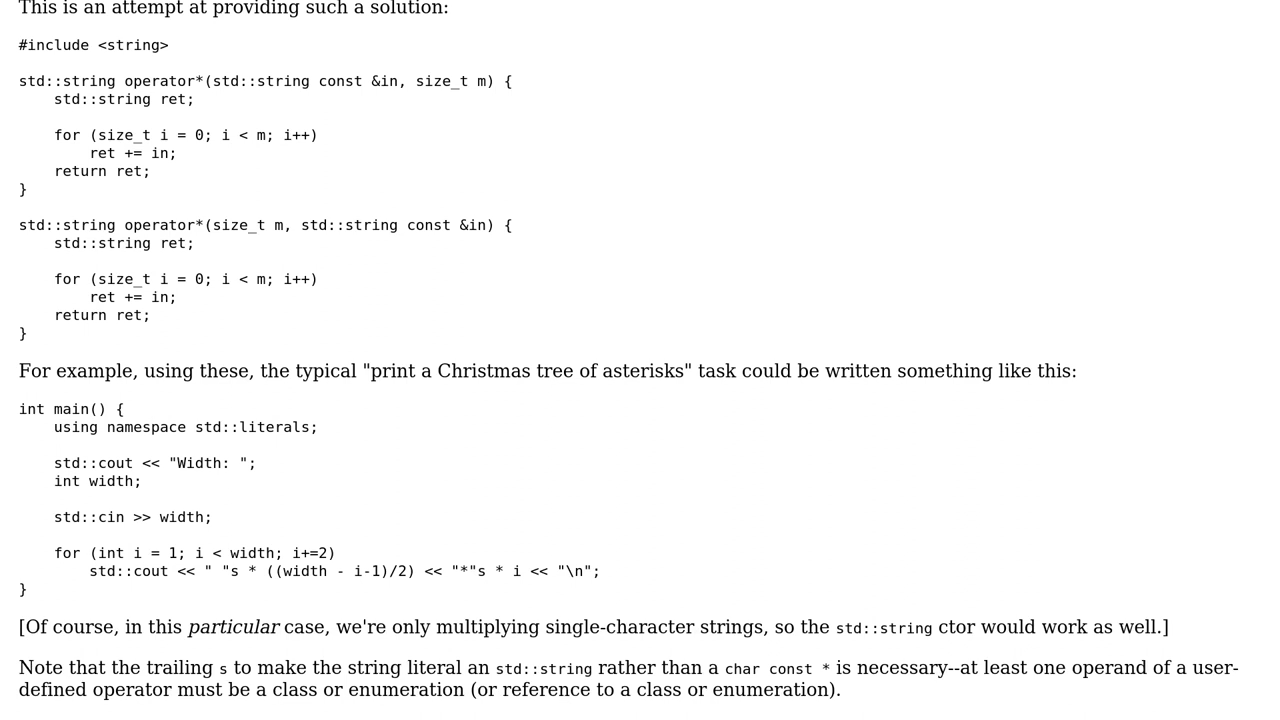 This is an attempt at providing such a solution:
#include <string>
std::string operator*(std::string const &in, size_t m) {
    std::string ret;
    for (size_t i = 0; i < m; i++)
        ret += in;
    return ret;
}
std::string operator*(size_t m, std::string const &in) {
    std::string ret;
    for (size_t i = 0; i < m; i++)
        ret += in;
    return ret;
}
For example, using these, the typical "print a Christmas tree of asterisks" task could be written something like this:
int main() {
    using namespace std::literals;
    std::cout << "Width: ";
    int width;
    std::cin >> width;
    for (int i = 1; i < width; i+=2)
        std::cout << " "s * ((width - i-1)/2) << "*"s * i << "\n";
}
[Of course, in this particular case, we're only multiplying single-character strings, so the std::string ctor would work as well.]
Note that the trailing s to make the string literal an std::string rather than a char const * is necessary--at least one operand of a user-
defined operator must be a class or enumeration (or reference to a class or enumeration).